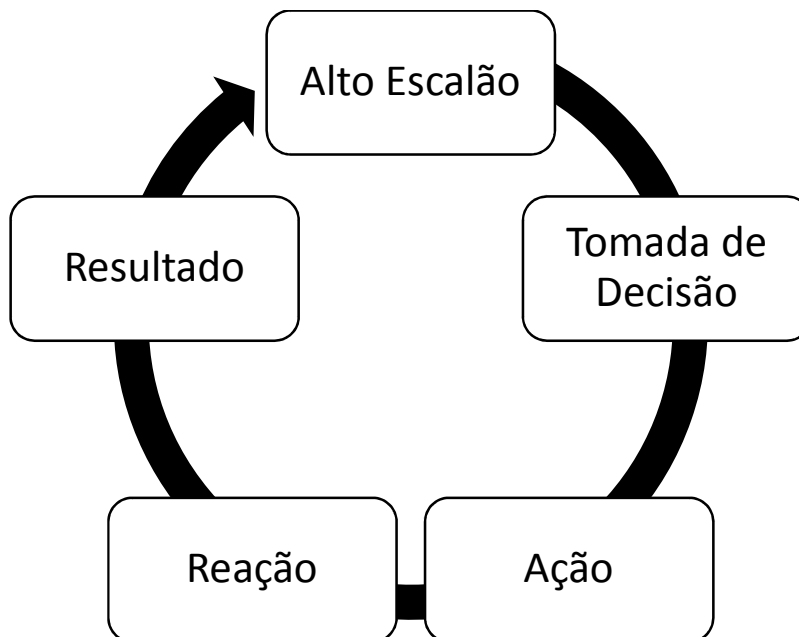 Alto Escalão
Tomada de
Decisão
Ação
Reação
Resultado